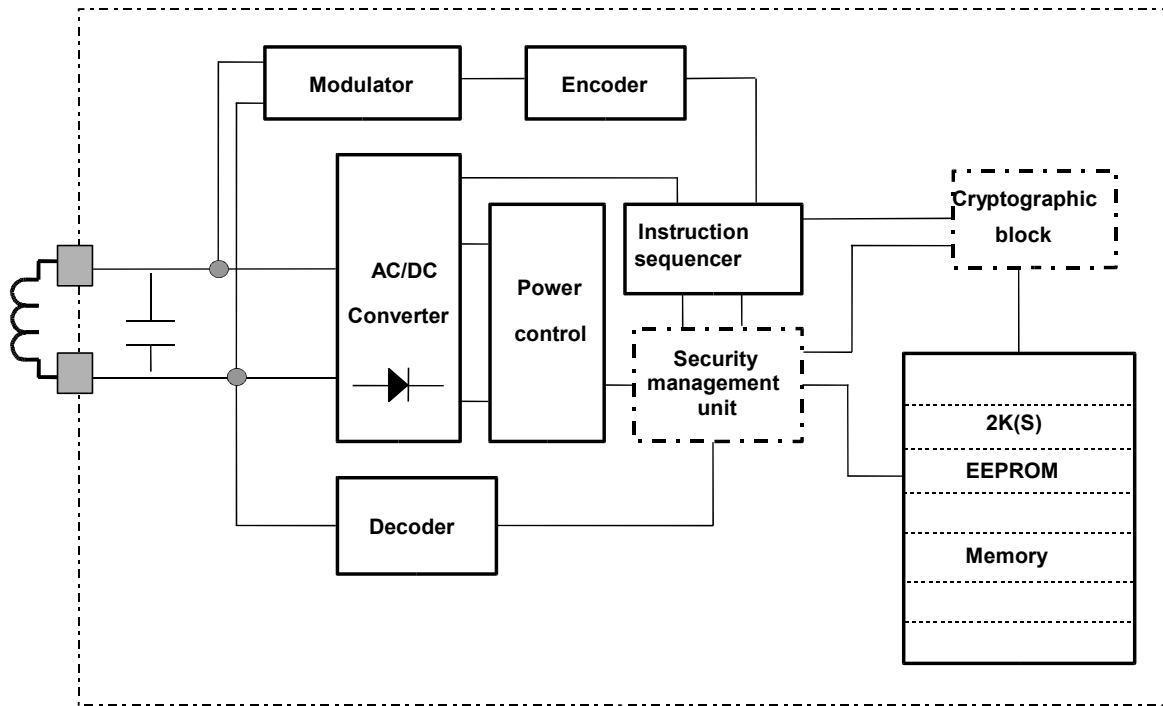 Modulator
Encoder
AC/DC
Converter
Power
control
Instruction
sequencer
Cryptographic
block
Security
management
unit
Decoder
2K(S)
EEPROM
Memory